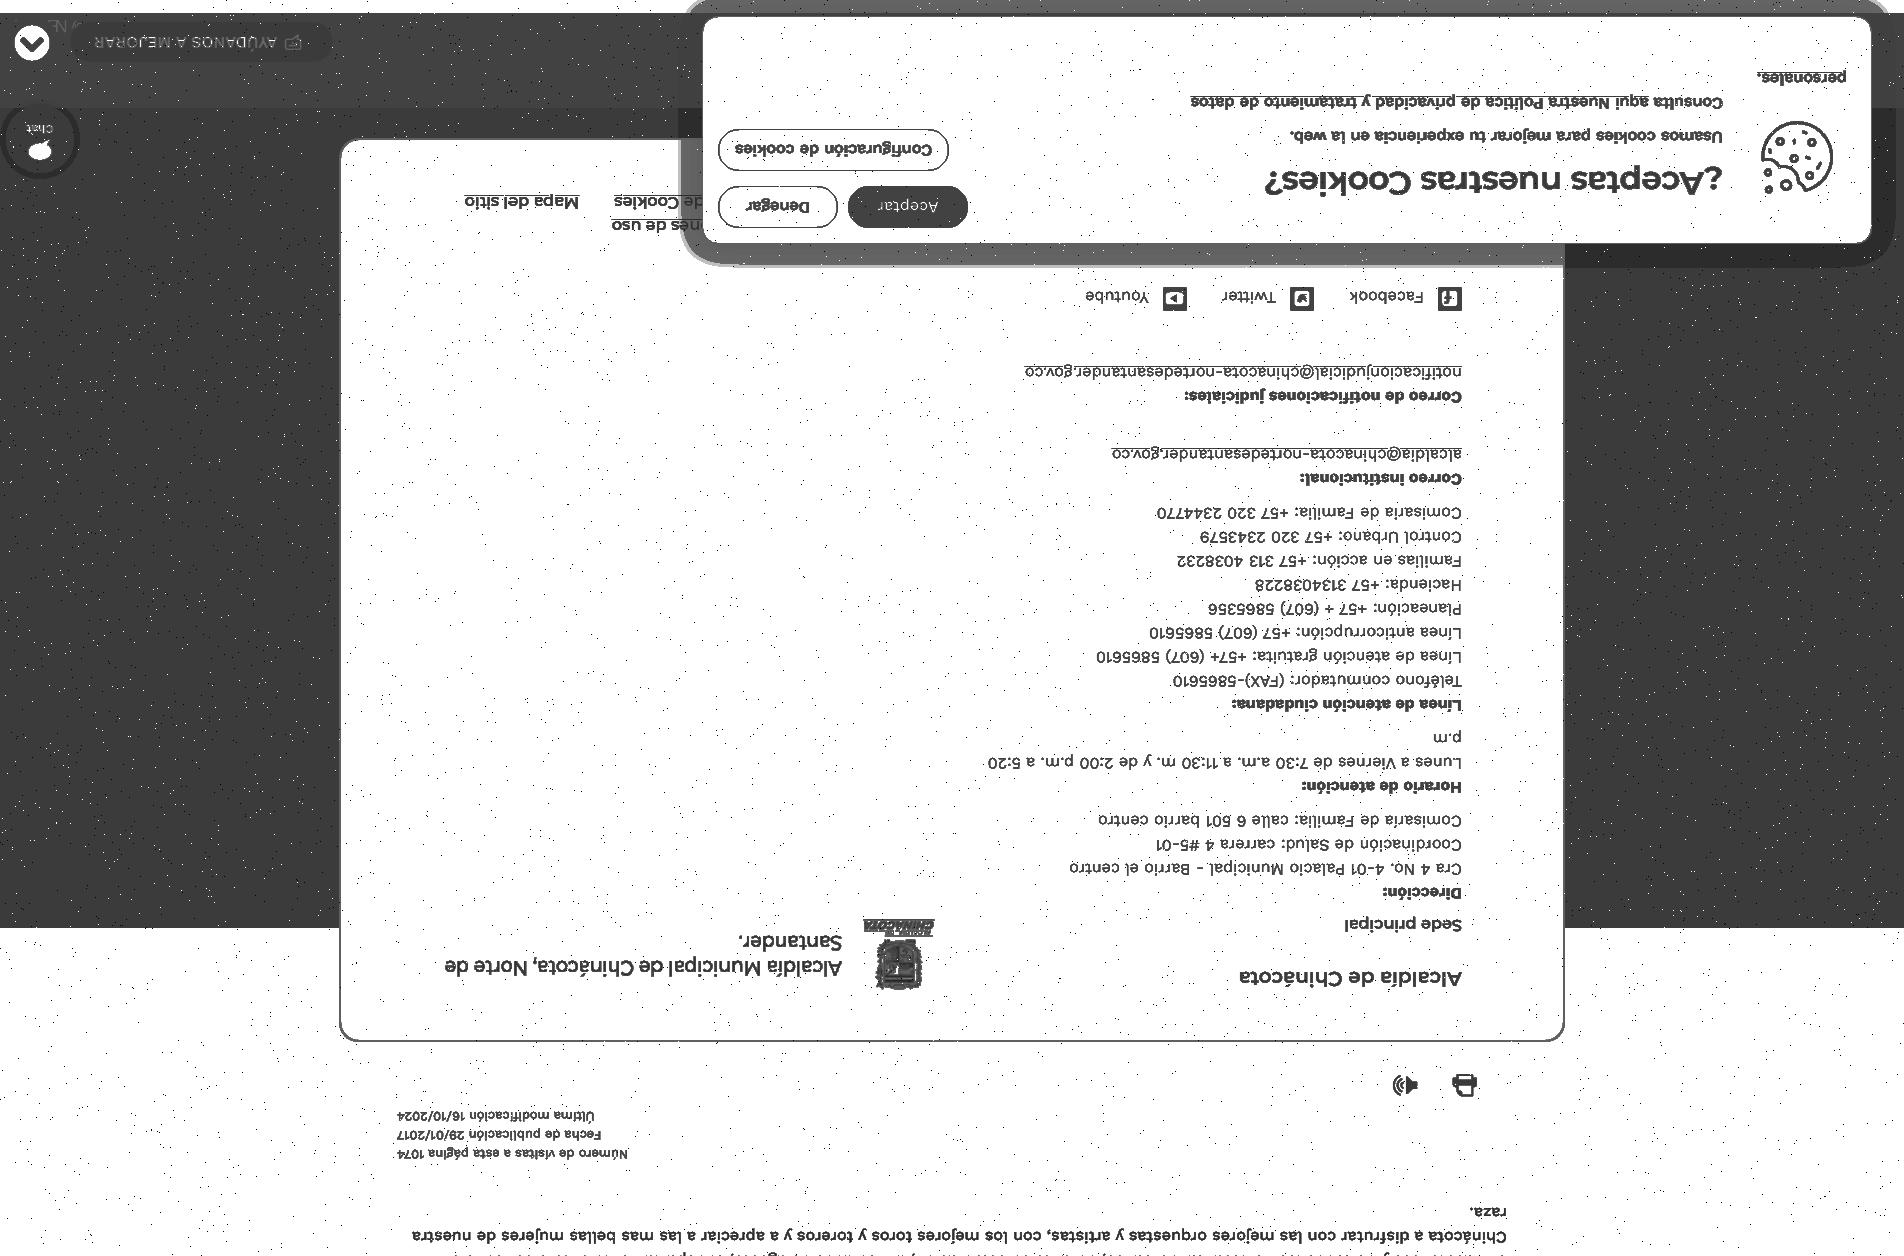 Chinácota a disfrutar con las mejores orquestas y artistas, con los mejores toros y toreros y a apreciar a las mas bellas mujeres de nuestra
raza.
Número de visitas a esta página 1074
Fecha de publicación 29/01/2017
Última modificación 16/10/2024
Alcaldía de Chinácota
Sede principal
Dirección:
Cra 4 No. 4-01 Palacio Municipal - Barrio el centro
Coordinación de Salud: carrera 4 #5-01
Comisaría de Familia: calle 6 501 barrio centro
Horario de atención:
Lunes a Viernes de 7:30 a.m. a 11:30 m. y de 2:00 p.m. a 5:20
p.m
Línea de atención ciudadana:
Teléfono conmutador: (FAX)-5865610
Línea de atención gratuita: +57+ (607) 5865610
Línea anticorrupción: +57 (607) 5865610
Planeación: +57 + (607) 5865356
Hacienda: +57 3134038228
Familias en acción: +57 313 4038232
Control Urbano: +57 320 2343579
Comisaria de Familia: +57 320 2344770
Correo institucional:
alcaldia@chinacota-nortedesantander.gov.co
Correo de notificaciones judiciales:
notificacionjudicial@chinacota-nortedesantander.gov.co
Facebook
Twitter
Youtube
CHINÁCOTA
Alcaldía Municipal de Chinácota, Norte de
Santander.
nes de uso
de Cookies
Mapa del sitio
¿Aceptas nuestras Cookies?
Usamos cookies para mejorar tu experiencia en la web.
Consulta aquí Nuestra Política de privacidad y tratamiento de datos
personales.
Aceptar
Denegar
Configuración de cookies
Chat
AYÚDANOS A MEJORAR